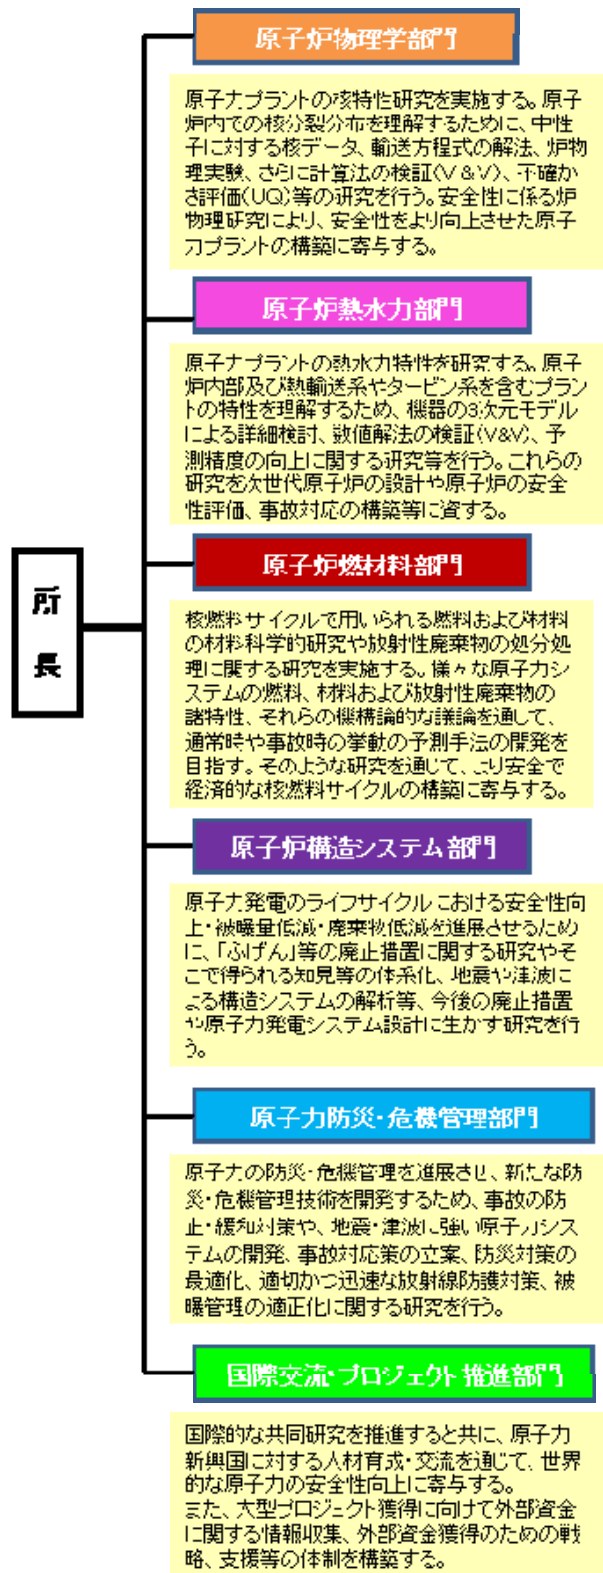 原子炉物理学部門
原子力プラントの核特性研究を実施する。原子
炉内での核分裂分布を理解するために、中性
子に対する核データ、輸送方程式の解法、炉物
理実験、さらに計算法の検証(V＆V)、不確か
さ評価(UQ)等の研究を行う。安全性に係る炉
物理研究により、安全性をより向上させた原子
力プラントの構築に寄与する。
原子炉熱水力部門
原子力プラントの熱水力特性を研究する。原子
炉内部及び熱輸送系やタービン系を含むプラン
トの特性を理解するため、機器の3次元モデル
による詳細検討、数値解法の検証(V&V)、予
測精度の向上に関する研究等を行う。これらの
研究を次世代原子炉の設計や原子炉の安全
性評価、事故対応の構築等に資する。
所長
原子炉燃材料部門
核燃料サイクルで用いられる燃料および材料
の材料科学的研究や放射性廃棄物の処分処
理に関する研究を実施する。様々な原子力シ
ステムの燃料、材料および放射性廃棄物の
諸特性、それらの機構論的な議論を通して、
通常時や事故時の挙動の予測手法の開発を
目指す。そのような研究を通じて、より安全で
経済的な核燃料サイクルの構築に寄与する。
原子炉構造システム部門
原子力発電のライフサイクルにおける安全性向
上・被曝量低減・廃棄物低減を進展させるため
に、「ふげん」等の廃止措置に関する研究やそ
こで得られる知見等の体系化、地震や津波に
よる構造システムの解析等、今後の廃止措置
や原子力発電システム設計に生かす研究を行
う。
原子力防災・危機管理部門
原子力の防災・危機管理を進展させ、新たな防
災・危機管理技術を開発するため、事故の防
止・緩和対策や、地震・津波に強い原子力シス
テムの開発、事故対応策の立案、防災対策の
最適化、適切かつ迅速な放射線防護対策、被
曝管理の適正化に関する研究を行う。
国際交流・プロジェクト推進部門
国際的な共同研究を推進すると共に、原子力
新興国に対する人材育成・交流を通じて、世界
的な原子力の安全性向上に寄与する。
また、大型プロジェクト獲得に向けて外部資金
に関する情報収集、外部資金獲得のための戦
略、支援等の体制を構築する。